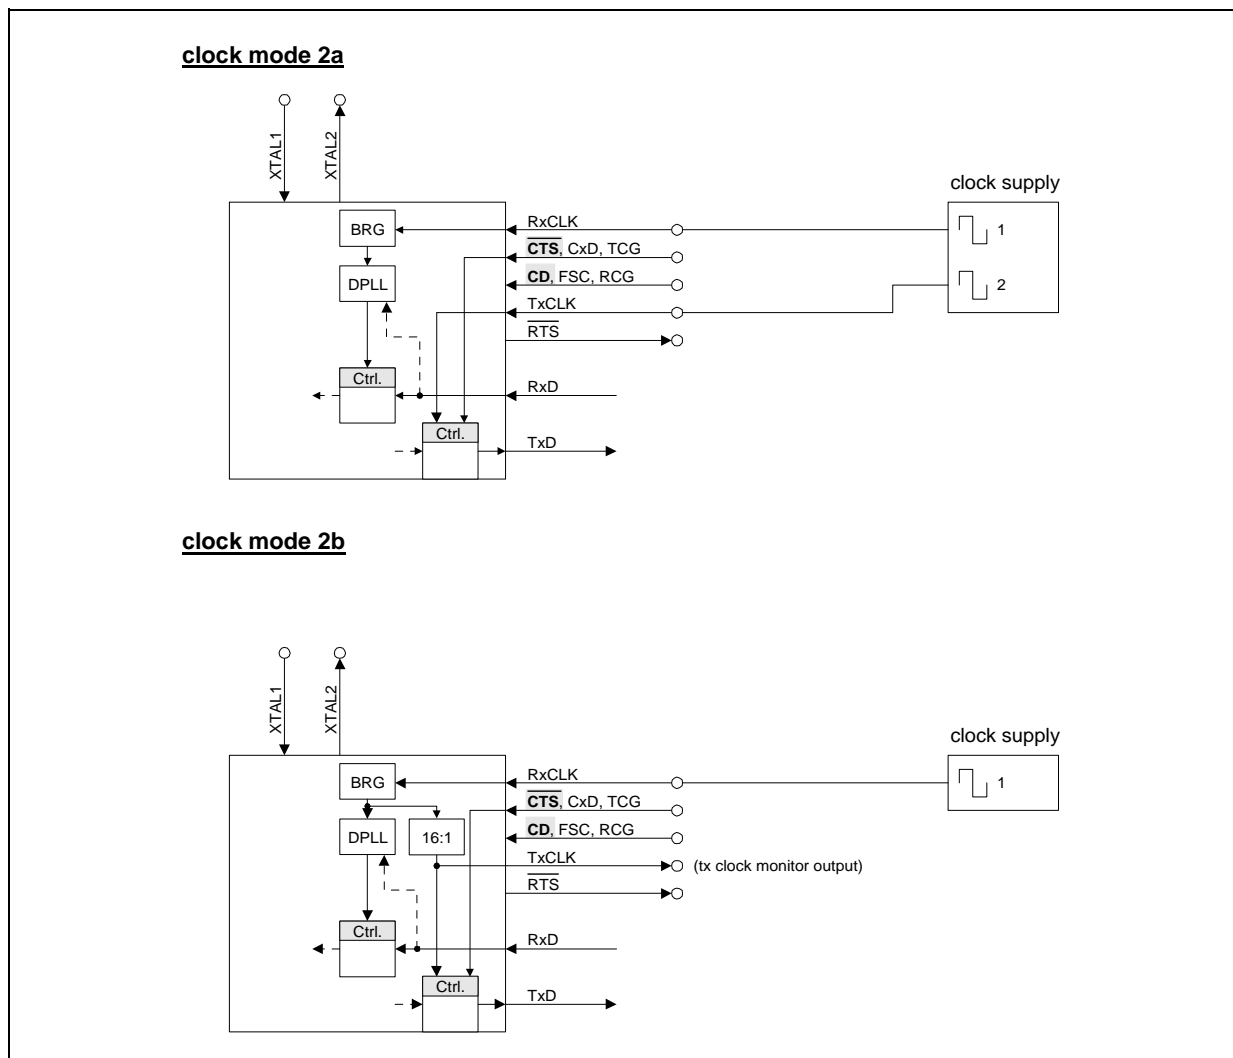 clock mode 2a
XTAL1
XTAL2
clock supply
BRG
RxCLK
1
CTS, CxD, TCG
DPLL
CD, FSC, RCG
2
TxCLK
RTS
Ctrl.
RxD
Ctrl.
TxD
clock mode 2b
XTAL1
XTAL2
clock supply
BRG
RxCLK
1
CTS, CxD, TCG
DPLL
16:1
CD, FSC, RCG
TxCLK
(tx clock monitor output)
RTS
Ctrl.
RxD
Ctrl.
TxD